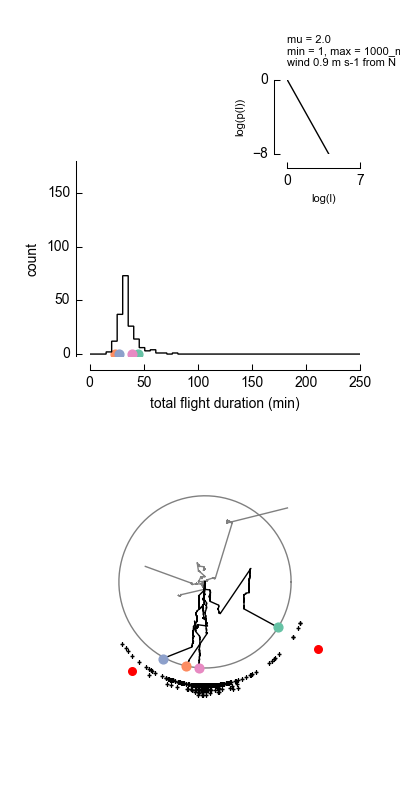 mu = 2.0
min = 1, max = 1000_
wind 0.9 m s-1 from N
0
log(p(l))
−8
0
7
log(l)
150
100
50
0
count
0
50
100
150
200
250
total flight duration (min)